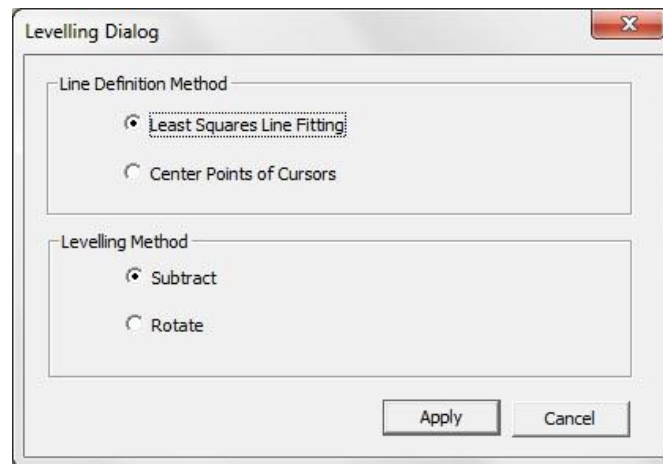 Levelling Dialog
Line Definition Method
Least Squares Line Fitting
Center Points of Cursors
Levelling Method
Subtract
Rotate
Apply Cancel